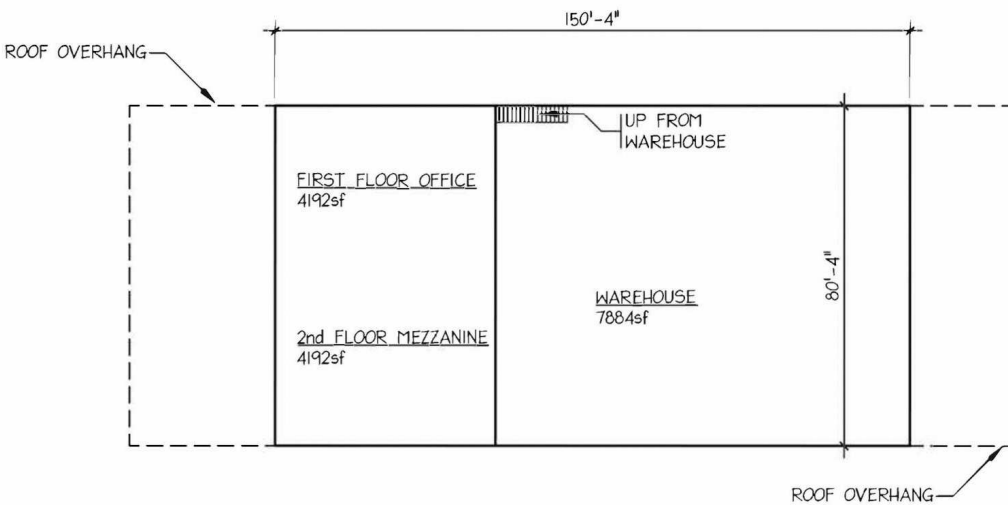 150'-4"
ROOF OVERHANG
UP FROM
WAREHOUSE
FIRST FLOOR OFFICE
4192sf
80'-4"
WAREHOUSE
7884sf
2nd FLOOR MEZZANINE
4192sf
ROOF OVERHANG